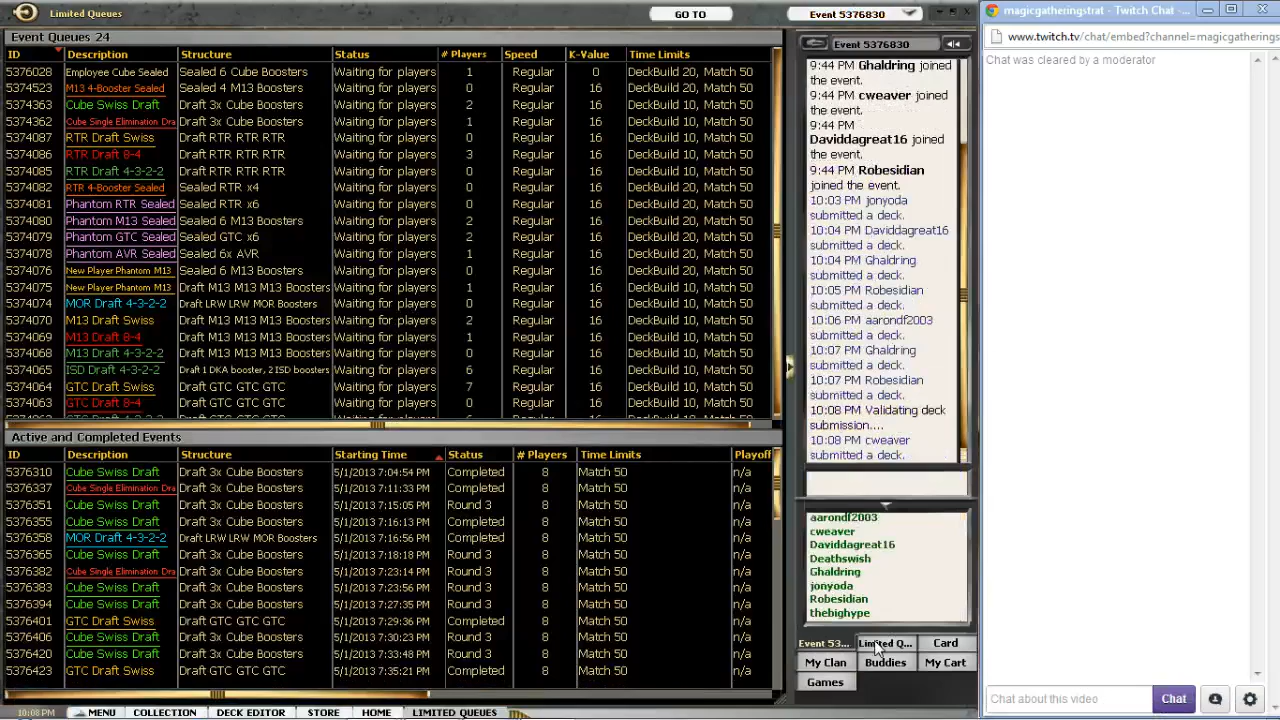 Limited Queues
GO TO
Event 5376830
Event Queues 24
ID Description Structure Status # Players Speed K-Value Time Limits
5376028 Employee Cube Sealed Sealed 6 Cube Boosters Waiting for players 1 Regular 0 DeckBuild 20, Match 50
5374523 M13 4-Booster Sealed Sealed 4 M13 Boosters Waiting for players 0 Regular 16 DeckBuild 20, Match 50
5374363 Cube Swiss Draft Draft 3x Cube Boosters Waiting for players 2 Regular 16 DeckBuild 10, Match 50
5374362 Cube Single Elimination Dra Draft 3x Cube Boosters Waiting for players 1 Regular 16 DeckBuild 10, Match 50
5374087 RTR Draft Swiss Draft RTR RTR RTR Waiting for players 0 Regular 16 DeckBuild 10, Match 50
5374086 RTR Draft 8-4 Draft RTR RTR RTR Waiting for players 3 Regular 16 DeckBuild 10, Match 50
5374085 RTR Draft 4-3-2-2 Draft RTR RTR RTR Waiting for players 0 Regular 16 DeckBuild 10, Match 50
5374082 RTR 4-Booster Sealed Sealed RTR x4 Waiting for players 0 Regular 16 DeckBuild 20, Match 50
5374081 Phantom RTR Sealed Sealed RTR x6 Waiting for players 0 Regular 16 DeckBuild 20, Match 50
5374080 Phantom M13 Sealed Sealed 6 M13 Boosters Waiting for players 2 Regular 16 DeckBuild 20, Match 50
5374079 Phantom GTC Sealed Sealed GTC x6 Waiting for players 2 Regular 16 DeckBuild 20, Match 50
5374078 Phantom AVR Sealed Sealed 6x AVR Waiting for players 1 Regular 16 DeckBuild 20, Match 50
5374076 New Player Phantom M13 Sealed 6 M13 Boosters Waiting for players 0 Regular 16 DeckBuild 20, Match 50
5374075 New Player Phantom M13 Draft M13 M13 M13 Boosters Waiting for players 1 Regular 16 DeckBuild 10, Match 50
5374074 MOR Draft 4-3-2-2 Draft LRW LRW MOR Boosters Waiting for players 0 Regular 16 DeckBuild 10, Match 50
5374070 M13 Draft Swiss Draft M13 M13 M13 Boosters Waiting for players 2 Regular 16 DeckBuild 10, Match 50
5374069 M13 Draft 8-4 Draft M13 M13 M13 Boosters Waiting for players 1 Regular 16 DeckBuild 10, Match 50
5374068 M13 Draft 4-3-2-2 Draft M13 M13 M13 Boosters Waiting for players 0 Regular 16 DeckBuild 10, Match 50
5374065 ISD Draft 4-3-2-2 Draft 1 DKA booster, 2 ISD boosters Waiting for players 6 Regular 16 DeckBuild 10, Match 50
5374064 GTC Draft Swiss Draft GTC GTC GTC Waiting for players 7 Regular 16 DeckBuild 10, Match 50
5374063 GTC Draft 8-4 Draft GTC GTC GTC Waiting for players 0 Regular 16 DeckBuild 10, Match 50
Active and Completed Events
ID Description Structure Starting Time Status # Players Time Limits Playoff
5376310 Cube Swiss Draft Draft 3x Cube Boosters 5/1/2013 7:04:54 PM Completed 8 Match 50 n/a
5376337 Cube Single Elimination Dra Draft 3x Cube Boosters 5/1/2013 7:11:33 PM Completed 8 Match 50 n/a
5376351 Cube Swiss Draft Draft 3x Cube Boosters 5/1/2013 7:15:05 PM Round 3 8 Match 50 n/a
5376355 Cube Swiss Draft Draft 3x Cube Boosters 5/1/2013 7:16:13 PM Completed 8 Match 50 n/a
5376358 MOR Draft 4-3-2-2 Draft LRW LRW MOR Boosters 5/1/2013 7:16:56 PM Completed 8 Match 50 n/a
5376365 Cube Swiss Draft Draft 3x Cube Boosters 5/1/2013 7:18:18 PM Round 3 8 Match 50 n/a
5376382 Cube Single Elimination Dra Draft 3x Cube Boosters 5/1/2013 7:23:14 PM Round 3 8 Match 50 n/a
5376383 Cube Swiss Draft Draft 3x Cube Boosters 5/1/2013 7:23:56 PM Round 3 8 Match 50 n/a
5376394 Cube Swiss Draft Draft 3x Cube Boosters 5/1/2013 7:27:35 PM Round 3 8 Match 50 n/a
5376401 GTC Draft Swiss Draft GTC GTC GTC 5/1/2013 7:29:36 PM Completed 8 Match 50 n/a
5376406 Cube Swiss Draft Draft 3x Cube Boosters 5/1/2013 7:30:23 PM Round 3 8 Match 50 n/a
5376420 Cube Swiss Draft Draft 3x Cube Boosters 5/1/2013 7:33:48 PM Round 3 8 Match 50 n/a
5376423 GTC Draft Swiss Draft GTC GTC GTC 5/1/2013 7:35:21 PM Completed 8 Match 50 n/a
10:08 PM MENU COLLECTION DECK EDITOR STORE HOME LIMITED QUEUES
Event 5376830
9:44 PM Ghaldring joined
the event.
9:44 PM cweaver joined
the event.
9:44 PM
Daviddagreat16 joined
the event.
9:44 PM Robesidian
joined the event.
10:03 PM jonyoda
submitted a deck.
10:04 PM Daviddagreat16
submitted a deck.
10:04 PM Ghaldring
submitted a deck.
10:05 PM Robesidian
submitted a deck.
10:06 PM aarondf2003
submitted a deck.
10:07 PM Ghaldring
submitted a deck.
10:07 PM Robesidian
submitted a deck.
10:08 PM Validating deck
submission....
10:08 PM cweaver
submitted a deck.
aarondf2003
cweaver
Daviddagreat16
Deathswish
Ghaldring
jonyoda
Robesidian
thebighype
Event 53... Limited Q... Card
My Clan Buddies My Cart
Games
magicgatheringstrat - Twitch Chat -...
www.twitch.tv/chat/embed?channel=magicgatherings
Chat was cleared by a moderator
Chat about this video
Chat